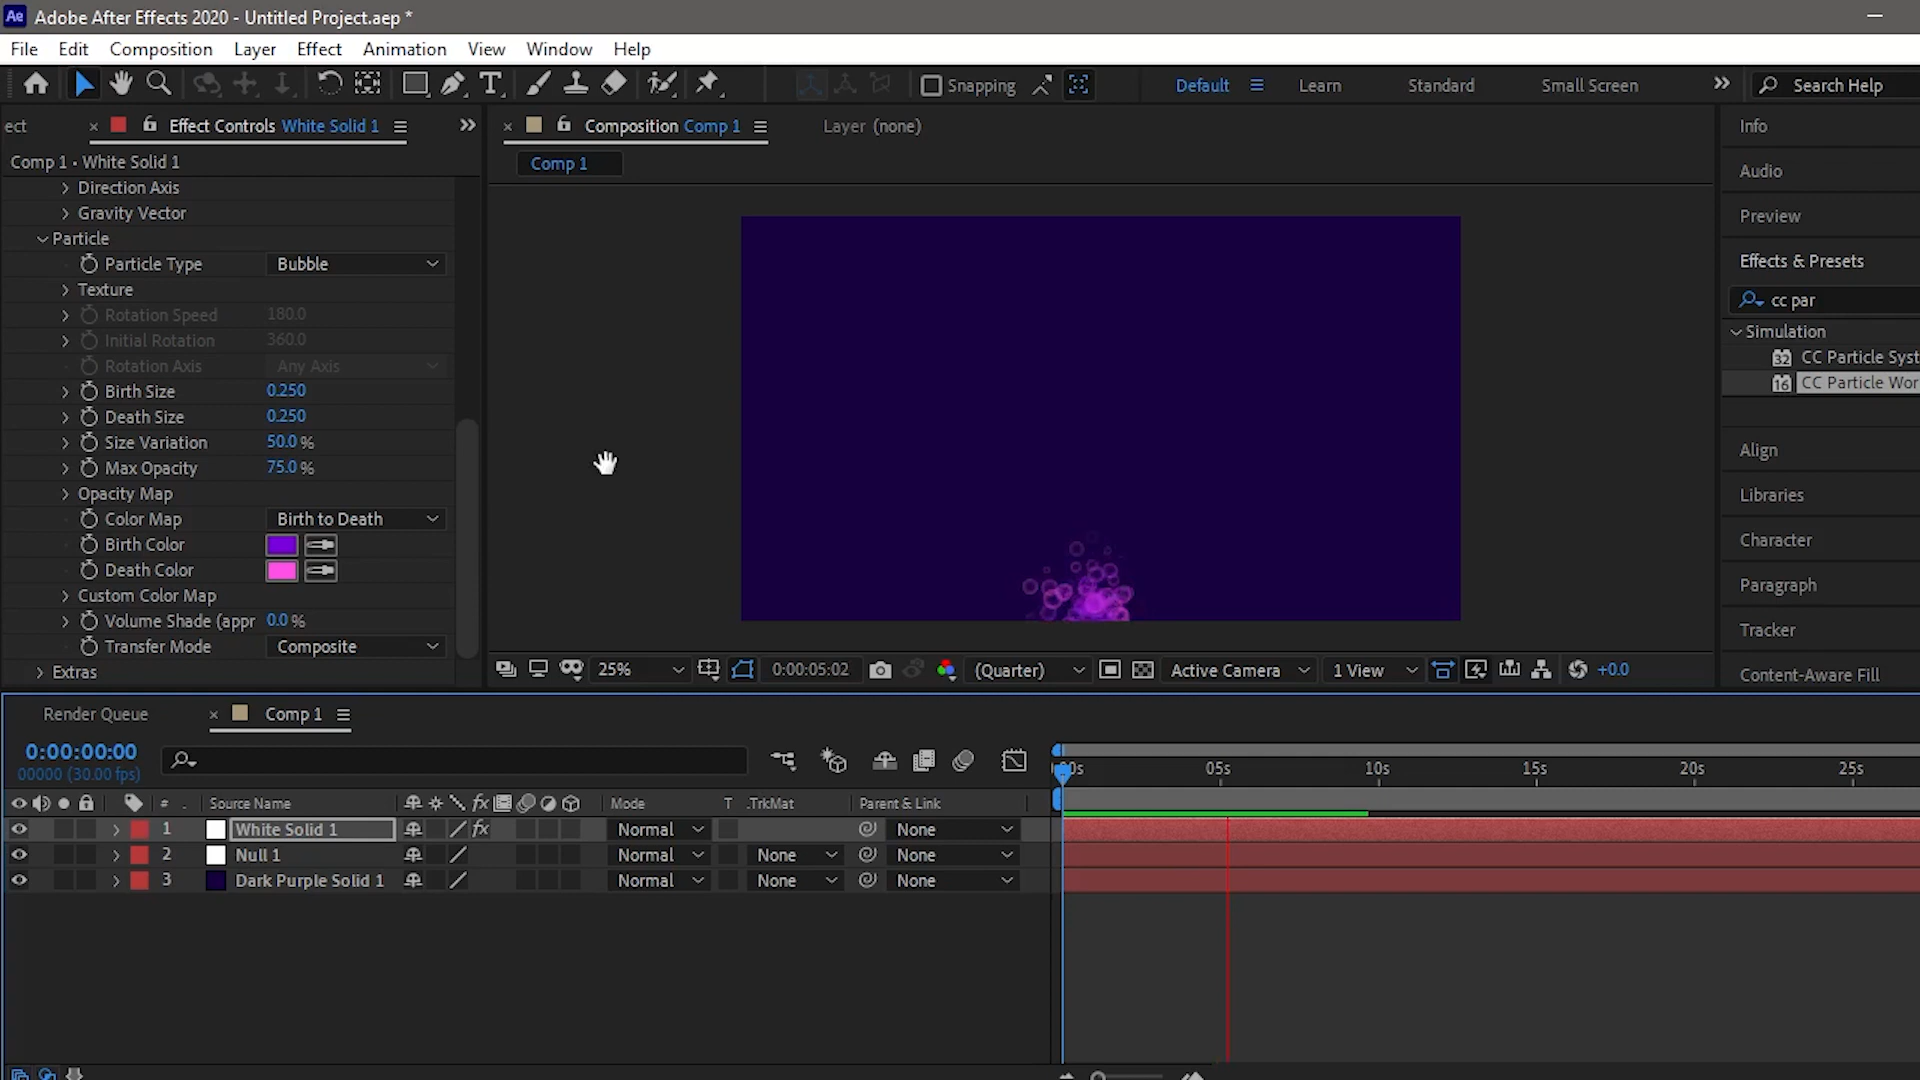 Adobe After Effects 2020 - Untitled Project.aep *
File Edit Composition Layer Effect Animation View Window Help
Snapping Default Learn Standard Small Screen Search Help
ect Effect Controls White Solid 1
Comp 1 • White Solid 1
Direction Axis
Gravity Vector
Particle
Particle Type Bubble
Texture
Rotation Speed 180.0
Initial Rotation 360.0
Rotation Axis Any Axis
Birth Size 0.250
Death Size 0.250
Size Variation 50.0 %
Max Opacity 75.0 %
Opacity Map
Color Map Birth to Death
Birth Color
Death Color
Custom Color Map
Volume Shade (appr 0.0 %
Transfer Mode Composite
Extras
Composition Comp 1 Layer (none)
Comp 1
25% 0:00:05:02 (Quarter) Active Camera 1 View +0.0
Info
Audio
Preview
Effects & Presets
cc par
Simulation
32 CC Particle Syst
16 CC Particle Wor
Align
Libraries
Character
Paragraph
Tracker
Content-Aware Fill
Render Queue Comp 1
0:00:00:00
00000 (30.00 fps)
00s 05s 10s 15s 20s 25s
# Source Name fx Mode T .TrkMat Parent & Link
1 White Solid 1 fx Normal None
2 Null 1 Normal None None
3 Dark Purple Solid 1 Normal None None